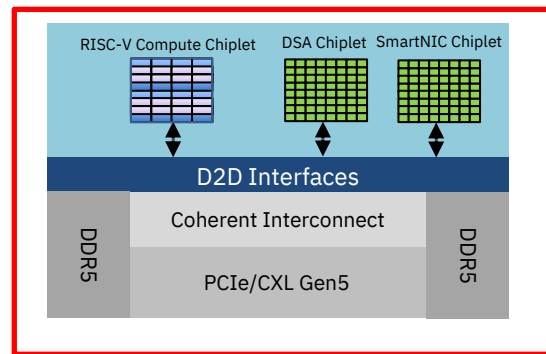 RISC-V Compute Chiplet
DSA Chiplet
SmartNIC Chiplet
D2D Interfaces
Coherent Interconnect
DDR5
PCIe/CXL Gen5
DDR5